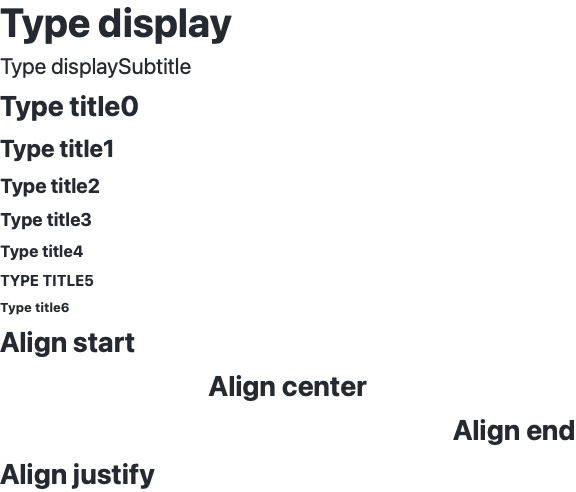 Type display
Type displaySubtitle
Type title0
Type title1
Type title2
Type title3
Type title4
TYPE TITLE5
Type title6
Align start
Align center
Align end
Align justify